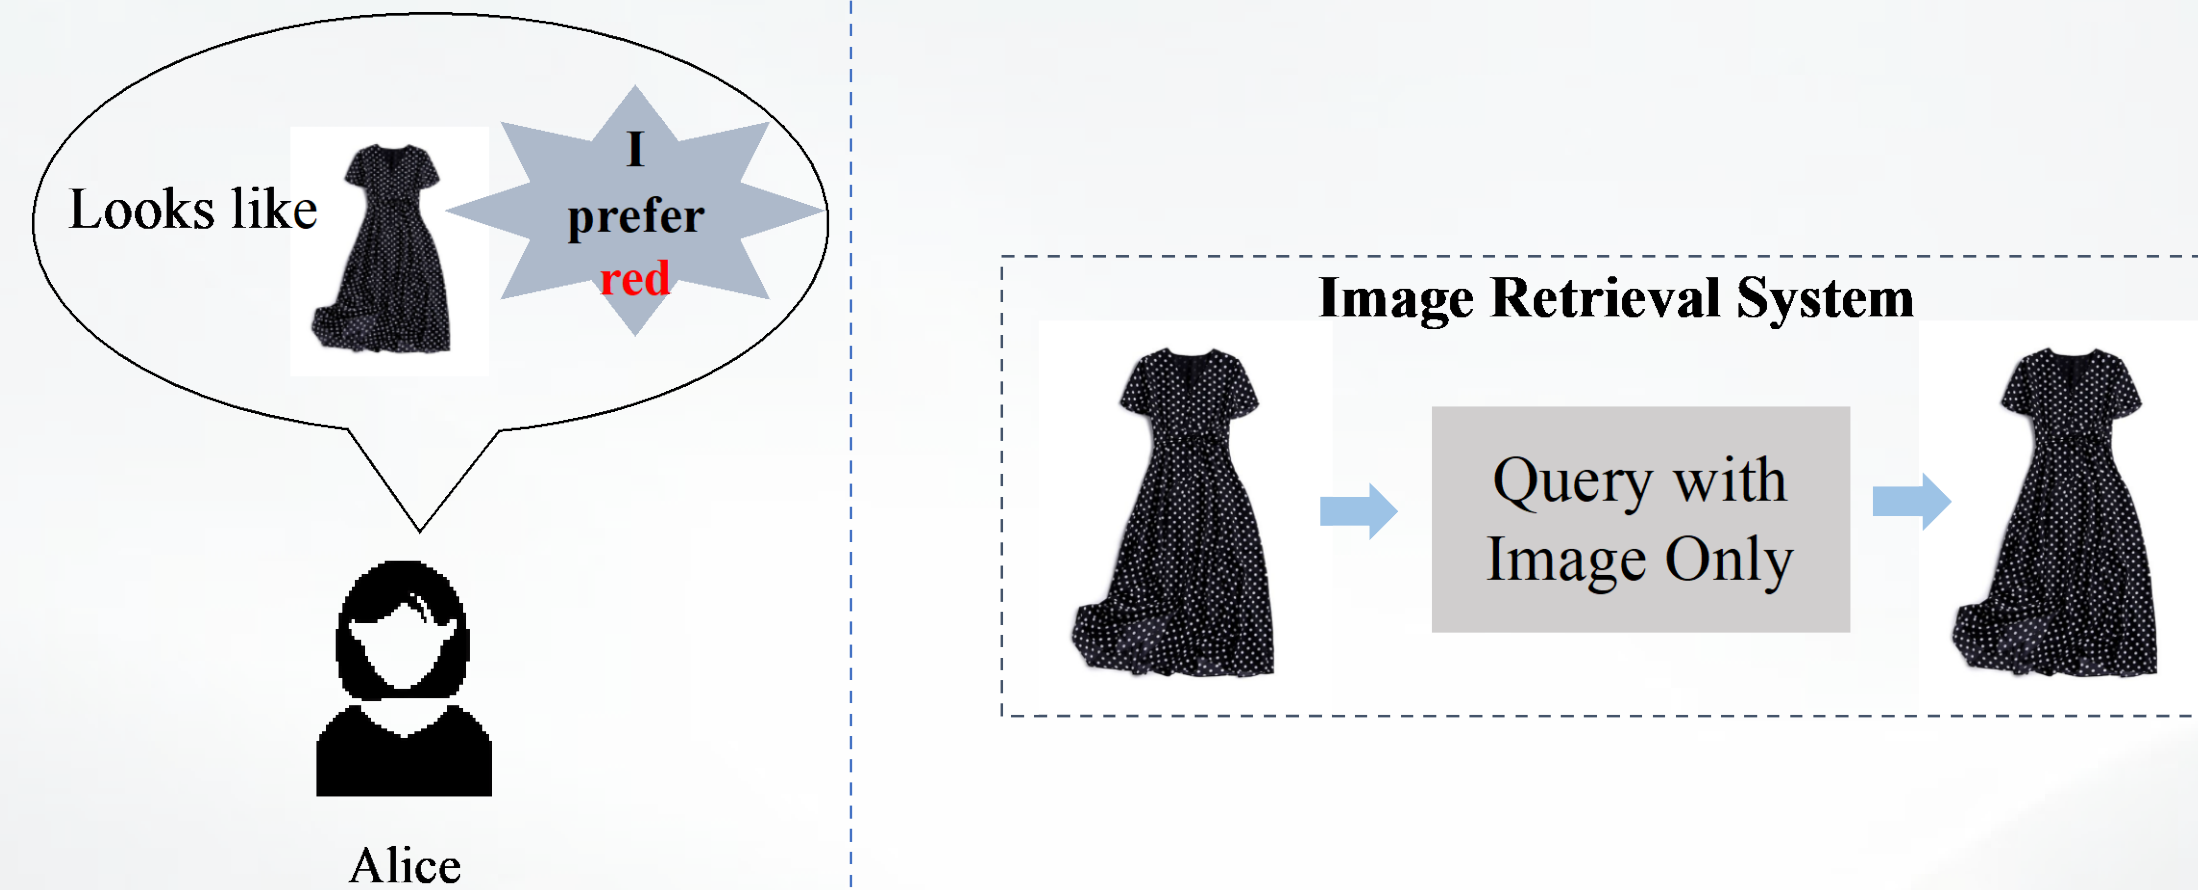 Looks like
I
prefer
red
Alice
Image Retrieval System
Query with
Image Only